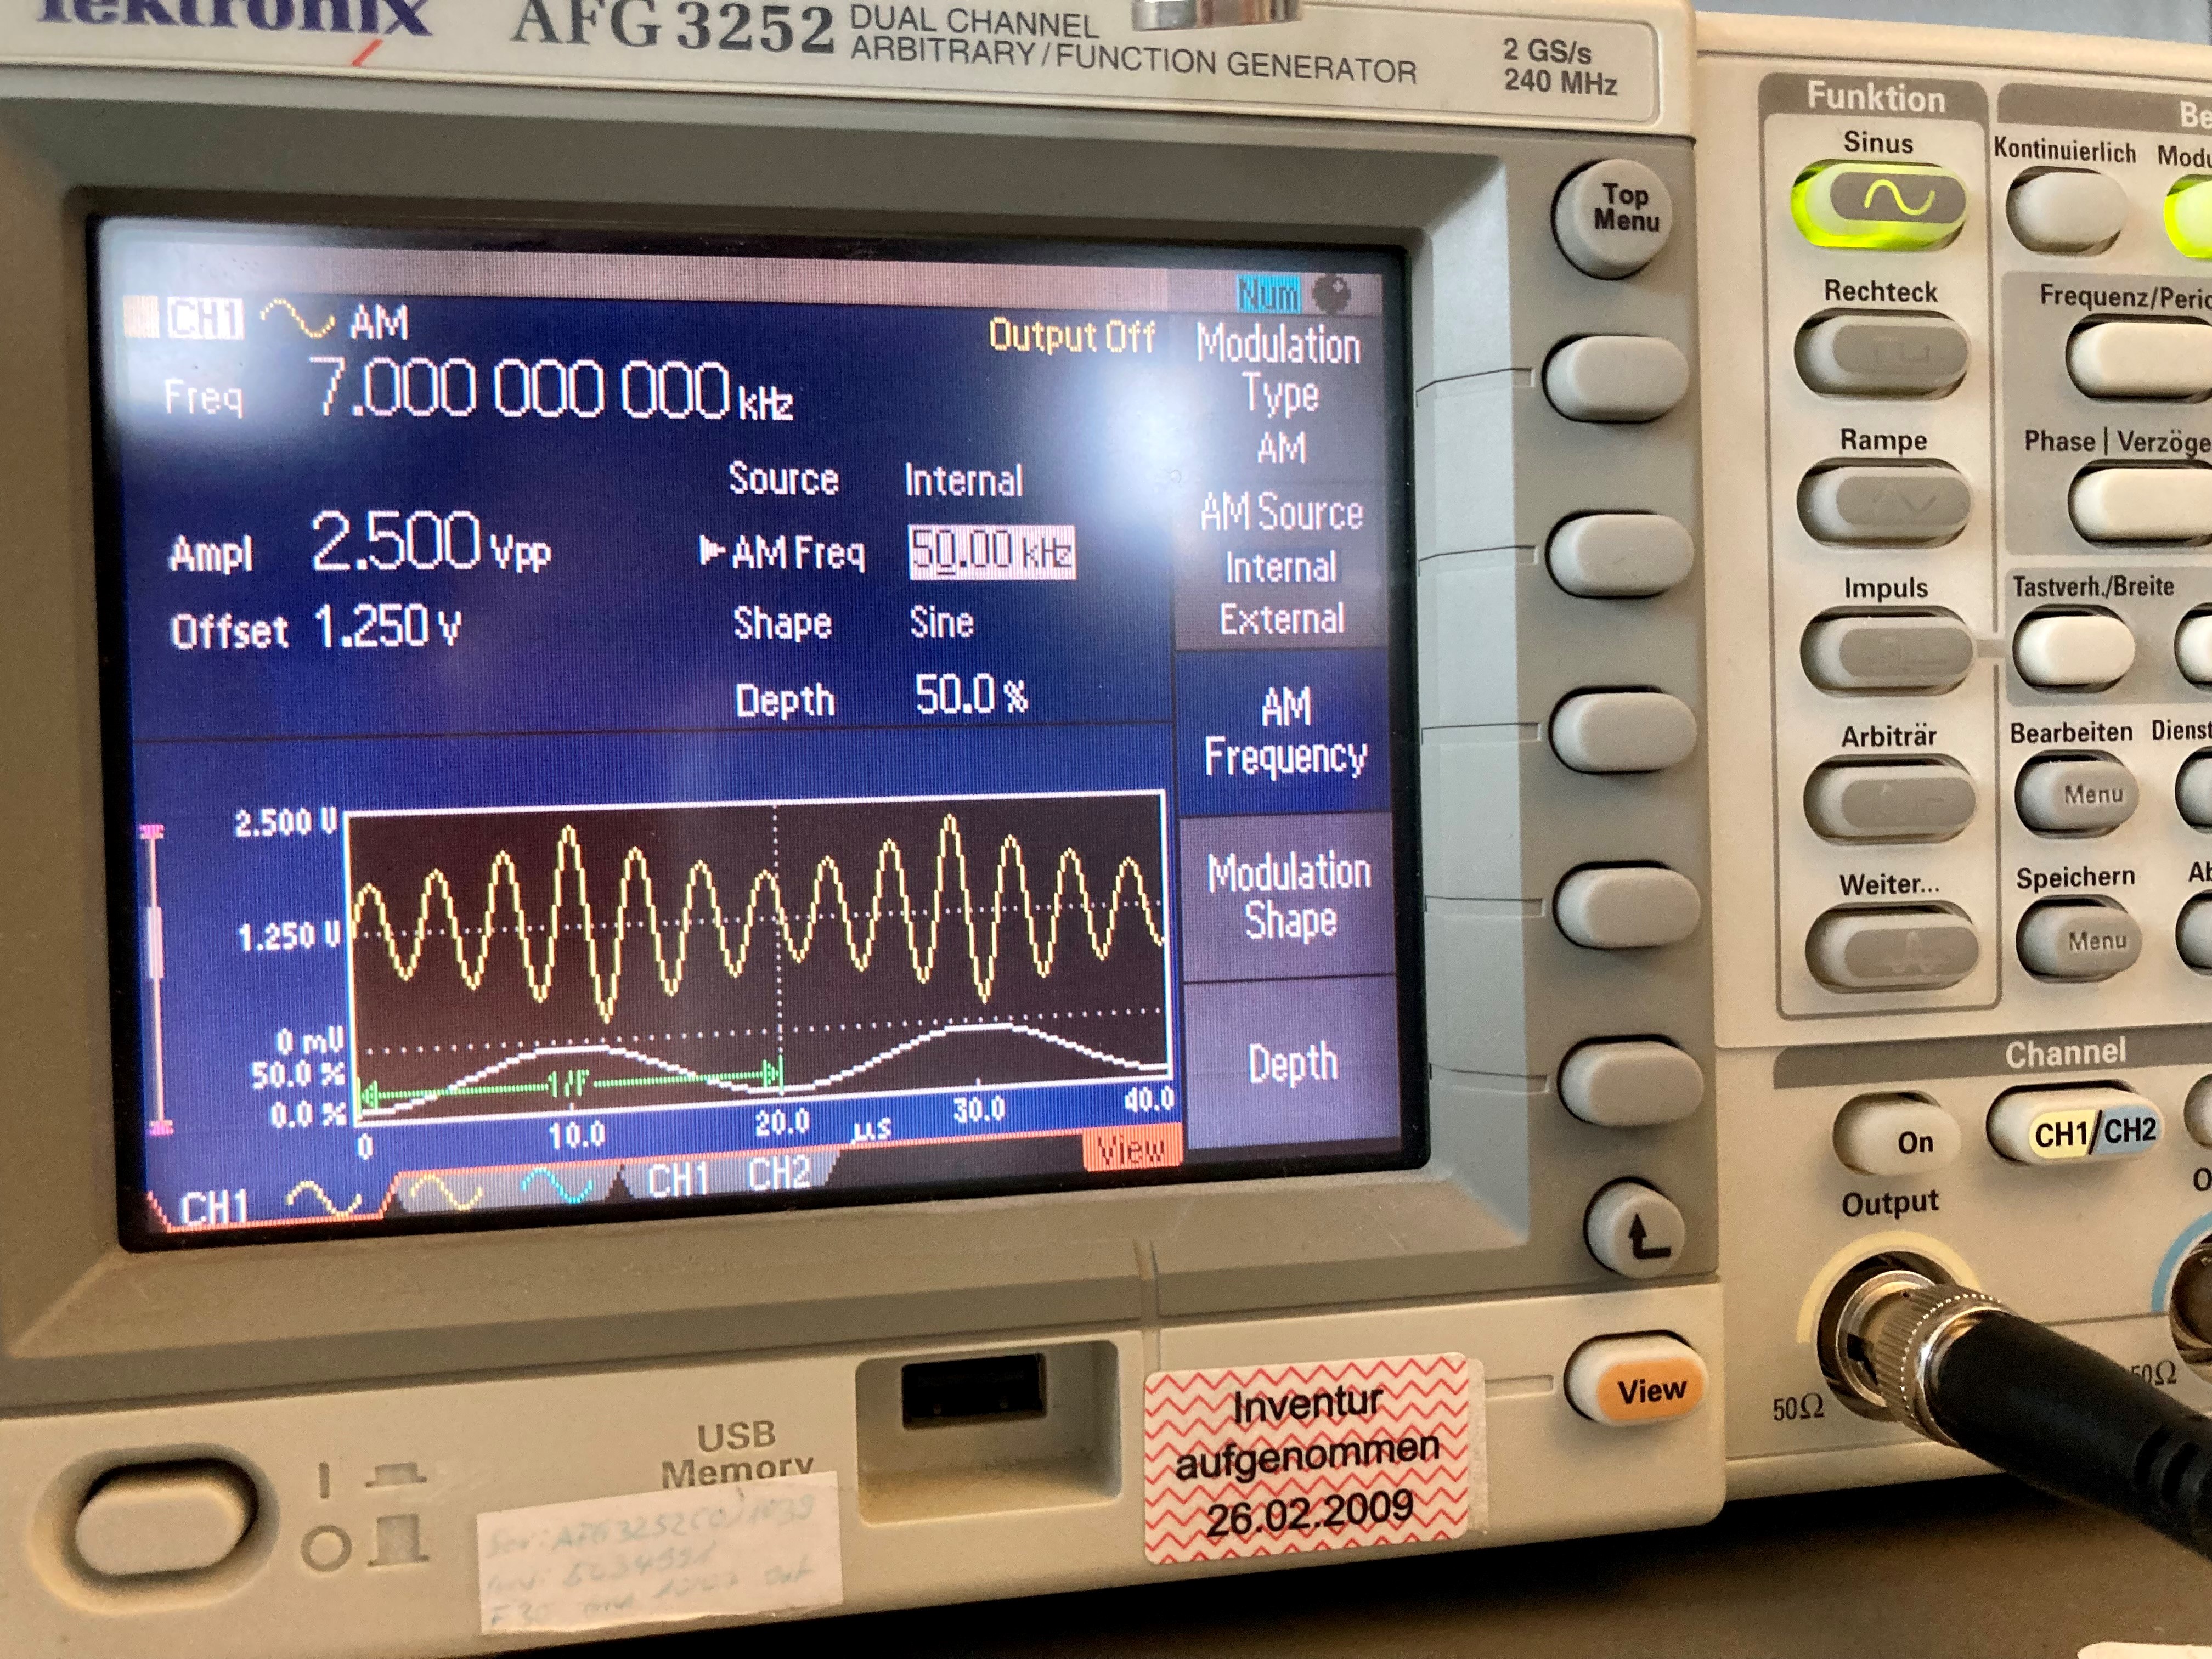 Tektronix
AFG 3252 DUAL CHANNEL
ARBITRARY/FUNCTION GENERATOR
2 GS/s
240 MHz
CH1 AM
Output Off
Num
Freq 7.000 000 000 kHz
Source Internal
Ampl 2.500 Vpp
AM Freq 50.00 kHz
Offset 1.250 V
Shape Sine
Depth 50.0 %
2.500 V
1.250 V
0 mV
50.0 %
0.0 %
1/F
0 10.0 20.0 µs 30.0 40.0
View
CH1 CH1 CH2
Modulation
Type
AM
AM Source
Internal
External
AM
Frequency
Modulation
Shape
Depth
Top
Menu
View
USB
Memory
Inventur
aufgenommen
26.02.2009
Funktion
Sinus
Rechteck
Rampe
Impuls
Arbiträr
Weiter...
Kontinuierlich
Tastverh./Breite
Bearbeiten
Menu
Speichern
Menu
Channel
On
CH1/CH2
Output
50Ω
50Ω